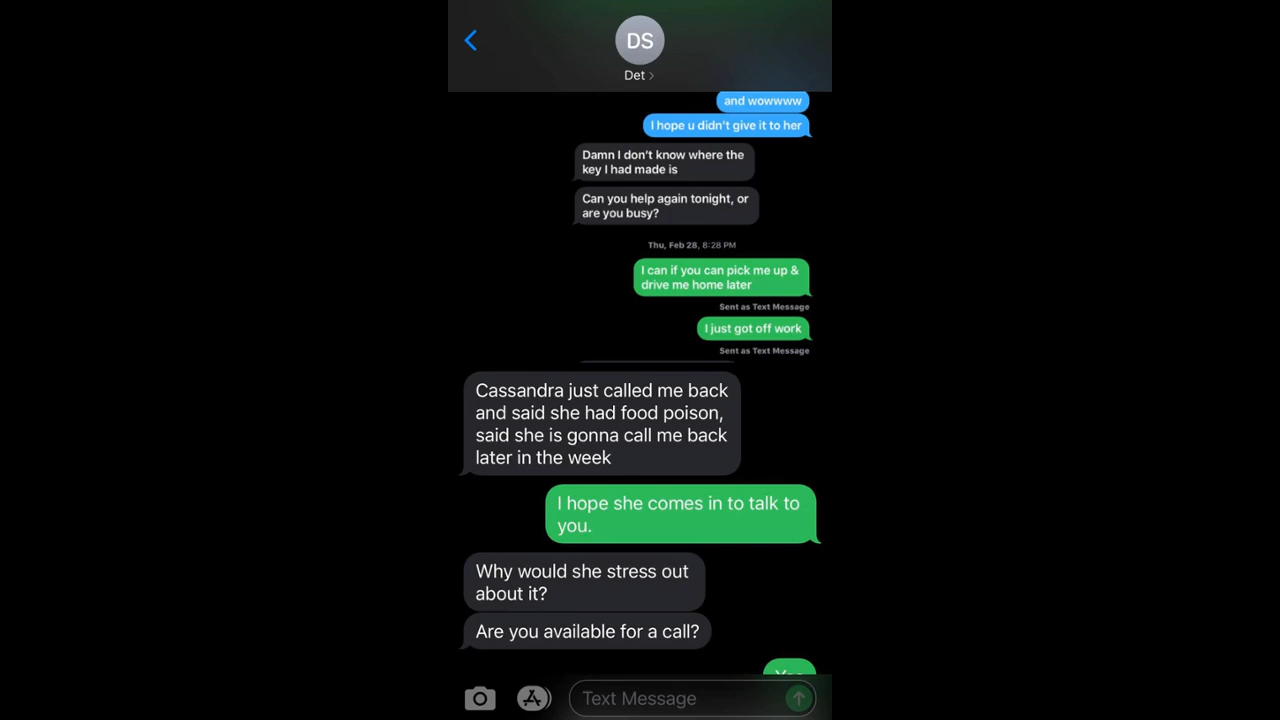 DS
Det
and wowwww
I hope u didn't give it to her
Damn I don't know where the
key I had made is
Can you help again tonight, or
are you busy?
Thu, Feb 28, 8:28 PM
I can if you can pick me up &
drive me home later
Sent as Text Message
I just got off work
Sent as Text Message
Cassandra just called me back
and said she had food poison,
said she is gonna call me back
later in the week
I hope she comes in to talk to
you.
Why would she stress out
about it?
Are you available for a call?
Text Message